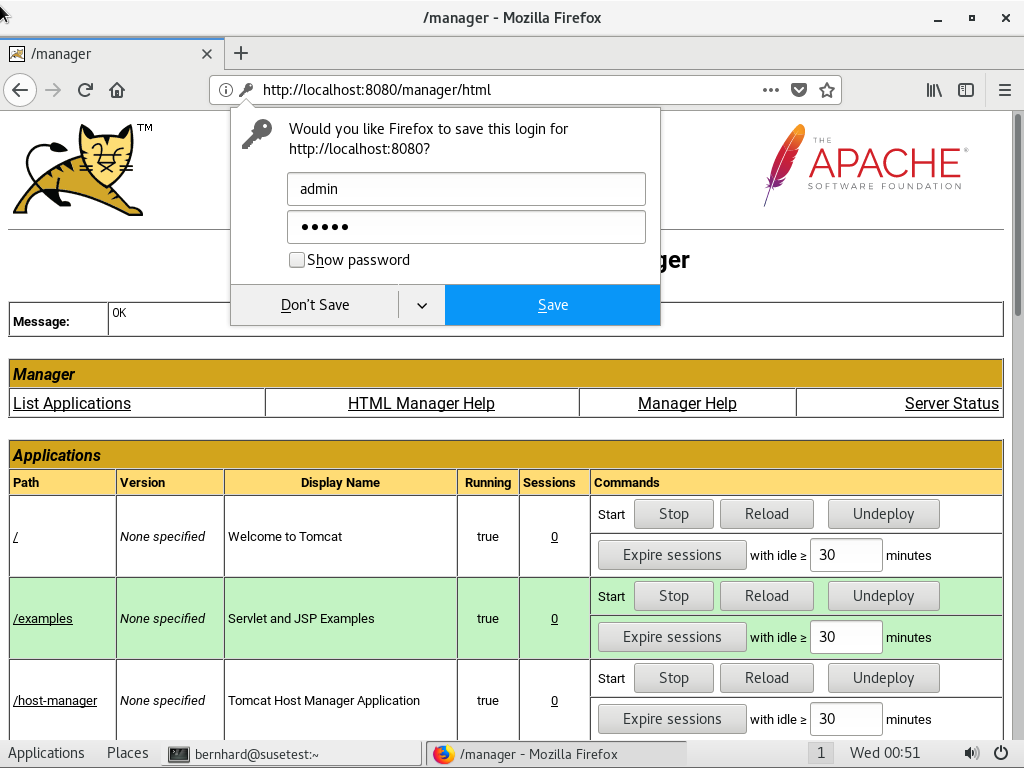 /manager - Mozilla Firefox
/manager
http://localhost:8080/manager/html
TM
Would you like Firefox to save this login for
http://localhost:8080?
admin
•••••
Show password
Don't Save
Save
THE
APACHE®
SOFTWARE FOUNDATION
ger
Message:
OK
Manager
List Applications
HTML Manager Help
Manager Help
Server Status
Applications
Path Version Display Name Running Sessions Commands
/ None specified Welcome to Tomcat true 0
Start Stop Reload Undeploy
Expire sessions with idle ≥ 30 minutes
/examples None specified Servlet and JSP Examples true 0
Start Stop Reload Undeploy
Expire sessions with idle ≥ 30 minutes
/host-manager None specified Tomcat Host Manager Application true 0
Start Stop Reload Undeploy
Expire sessions with idle ≥ 30 minutes
Applications Places bernhard@susetest:~ /manager - Mozilla Firefox 1 Wed 00:51